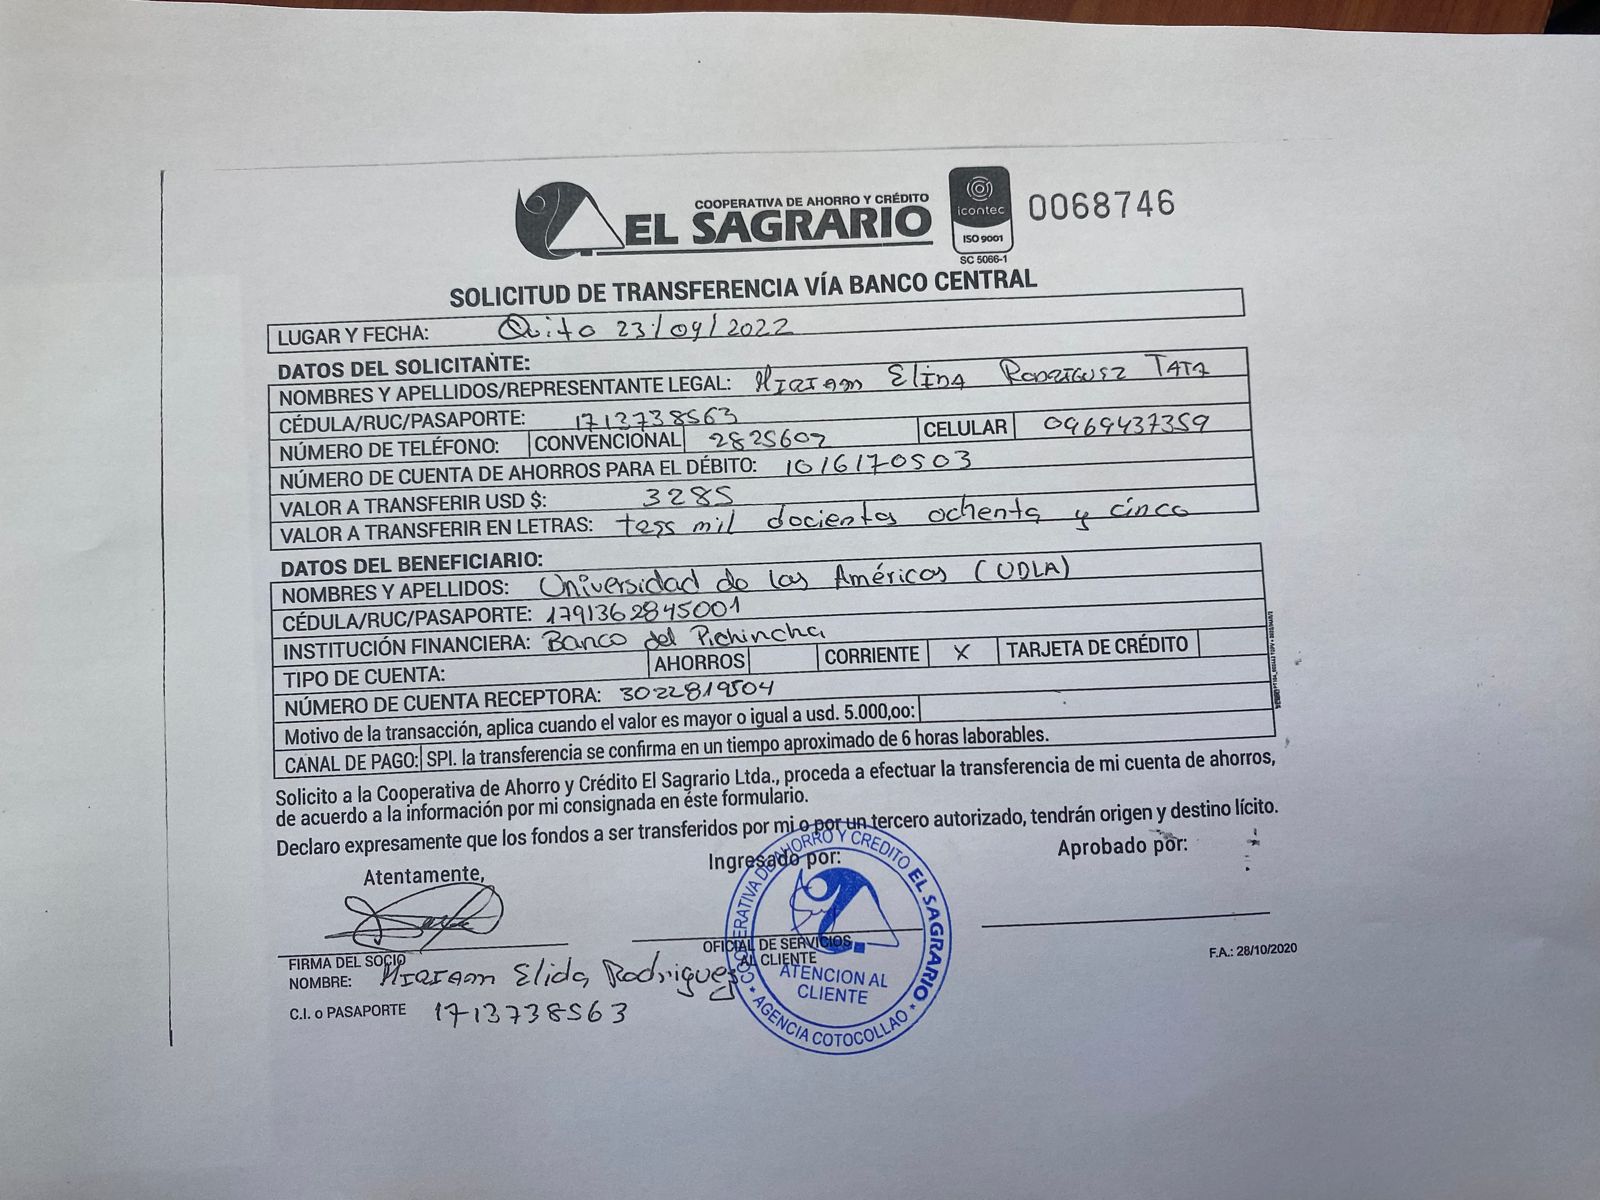 COOPERATIVA DE AHORRO Y CRÉDITO
EL SAGRARIO
icontec
ISO 9001
SC 5066-1
0068746
SOLICITUD DE TRANSFERENCIA VÍA BANCO CENTRAL
LUGAR Y FECHA: Quito 23/09/2022
DATOS DEL SOLICITANTE:
NOMBRES Y APELLIDOS/REPRESENTANTE LEGAL: MIRIAM ELIDA RODRIGUEZ TATA
CÉDULA/RUC/PASAPORTE: 1713738563
NÚMERO DE TELÉFONO: CONVENCIONAL 2825602 CELULAR 0969437359
NÚMERO DE CUENTA DE AHORROS PARA EL DÉBITO: 1016170503
VALOR A TRANSFERIR USD $: 3285
VALOR A TRANSFERIR EN LETRAS: mil docientos ochenta y cinco
DATOS DEL BENEFICIARIO:
NOMBRES Y APELLIDOS: Universidad de las Américas (UDLA)
CÉDULA/RUC/PASAPORTE: 1791362845001
INSTITUCIÓN FINANCIERA: Banco del Pichincha
TIPO DE CUENTA: AHORROS CORRIENTE X TARJETA DE CRÉDITO
NÚMERO DE CUENTA RECEPTORA: 3022819504
Motivo de la transacción, aplica cuando el valor es mayor o igual a usd. 5.000,oo:
CANAL DE PAGO: SPI. la transferencia se confirma en un tiempo aproximado de 6 horas laborables.
Solicito a la Cooperativa de Ahorro y Crédito El Sagrario Ltda., proceda a efectuar la transferencia de mi cuenta de ahorros,
de acuerdo a la información por mi consignada en éste formulario.
Declaro expresamente que los fondos a ser transferidos por mi o por un tercero autorizado, tendrán origen y destino lícito.
Atentamente, Ingresado por: Aprobado por:
FIRMA DEL SOCIO
OFICIAL DE SERVICIOS
AL CLIENTE
NOMBRE: MIRIAM Elida Rodriguez
C.I. o PASAPORTE 1713738563
COOPERATIVA DE AHORRO Y CREDITO EL SAGRARIO
ATENCION AL
CLIENTE
AGENCIA COTOCOLLAO
F.A.: 28/10/2020